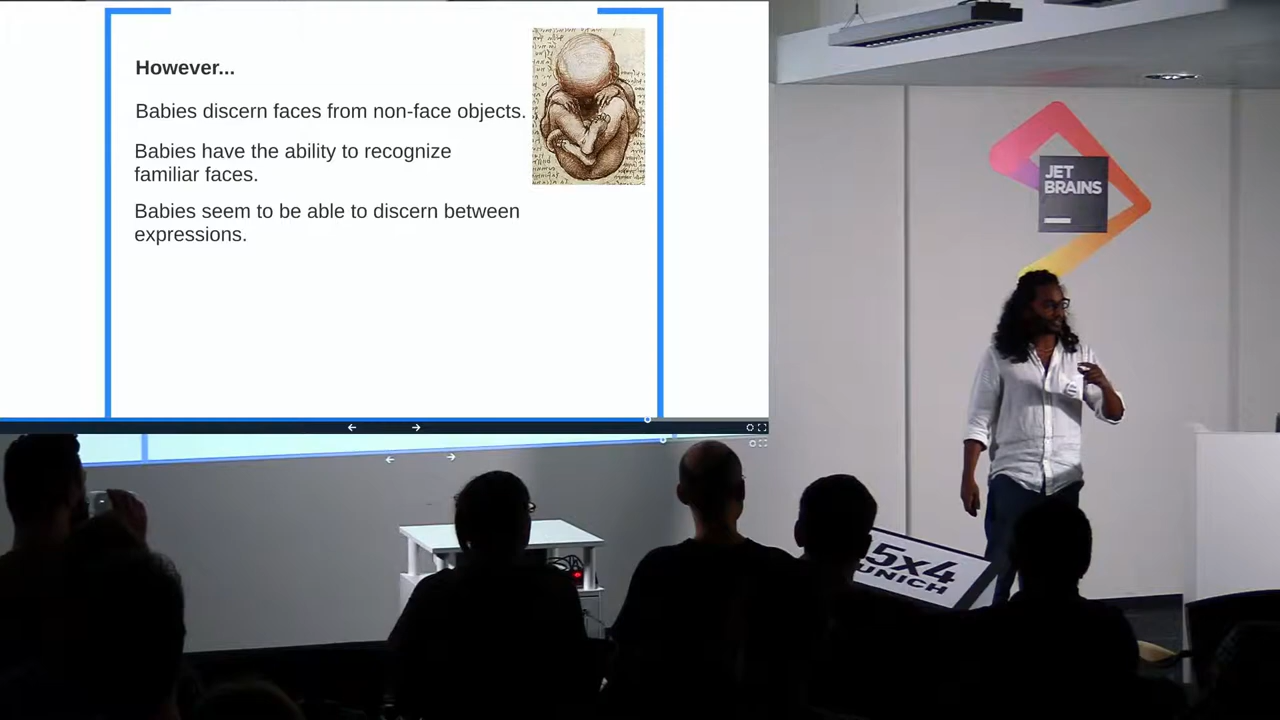 However...
Babies discern faces from non-face objects.
Babies have the ability to recognize
familiar faces.
Babies seem to be able to discern between
expressions.
JET
BRAINS
5x4
UNICH